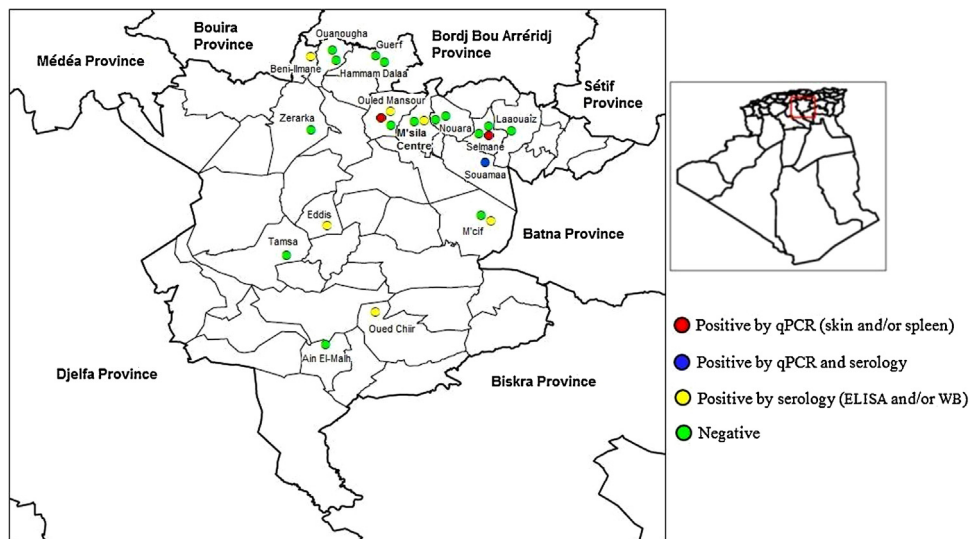 Bouira
Province
Ouanougha
Guerf
Bordj Bou Arréridj
Province
Médéa Province
Beni-Ilmane
Hammam Dalaa
Sétif
Province
Ouled Mansour
Zerarka
M'sila
Centre
Nouara
Laaouaiz
Selmane
Souamaa
Eddis
M'cif
Batna Province
Tamsa
Oued Chiir
Ain El-Malh
Djelfa Province
Biskra Province
Positive by qPCR (skin and/or spleen)
Positive by qPCR and serology
Positive by serology (ELISA and/or WB)
Negative